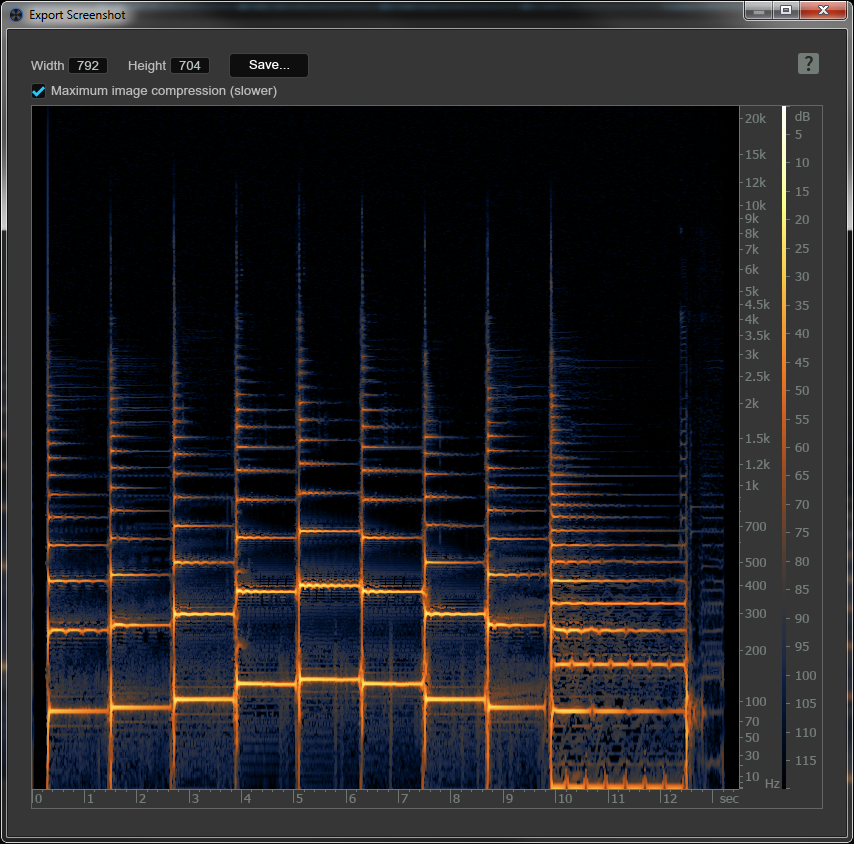 Export Screenshot
Width 792 Height 704 Save... ?
Maximum image compression (slower)
20k
15k
12k
10k
9k
8k
7k
6k
5k
4.5k
4k
3.5k
3k
2.5k
2k
1.5k
1.2k
1k
700
500
400
300
200
100
70
50
30
10
Hz
dB
5
10
15
20
25
30
35
40
45
50
55
60
65
70
75
80
85
90
95
100
105
110
115
0 1 2 3 4 5 6 7 8 9 10 11 12 sec